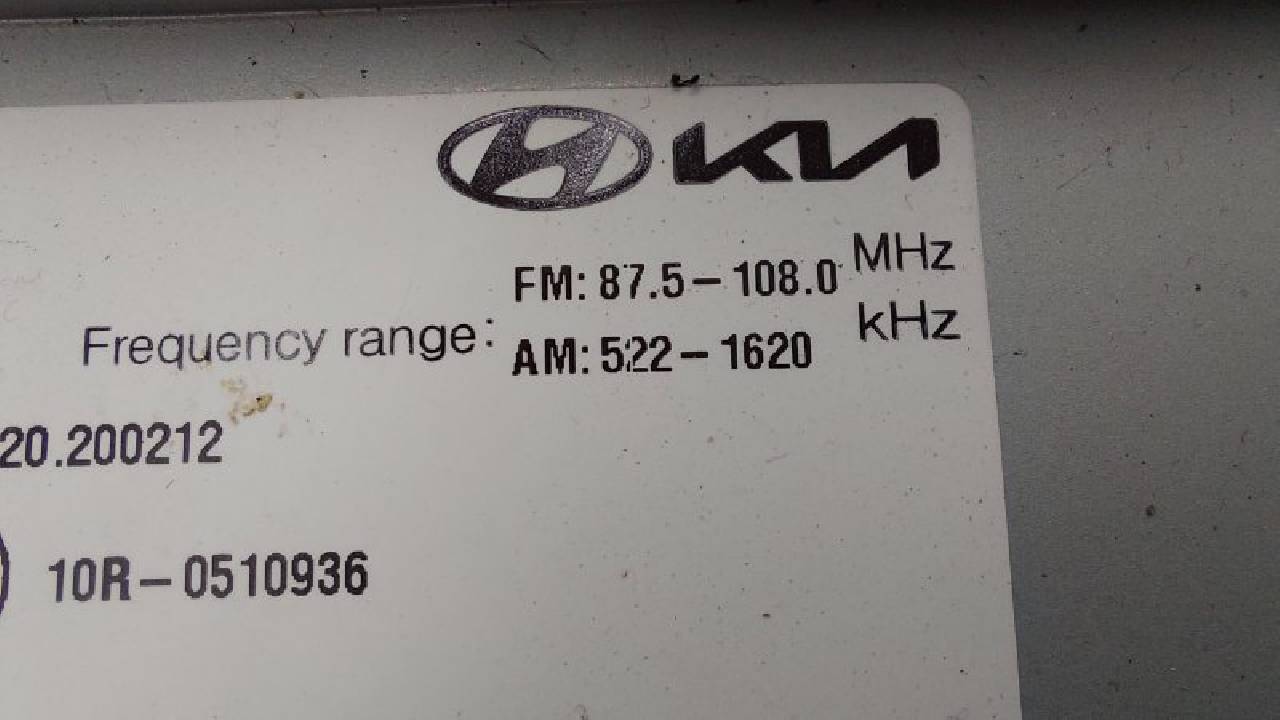 KIA
FM: 87.5-108.0 MHz
Frequency range:
AM: 522-1620 kHz
20.200212
10R-0510936